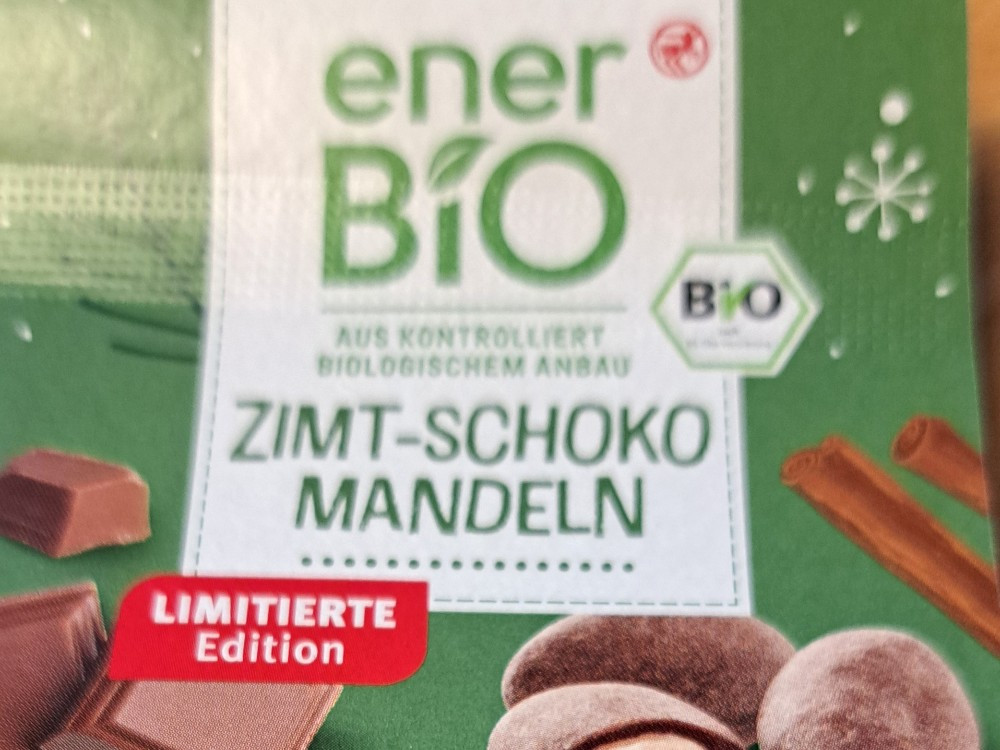 ener
BiO
AUS KONTROLLIERT
BIOLOGISCHEM ANBAU
BiO
ZIMT-SCHOKO
MANDELN
LIMITIERTE
Edition